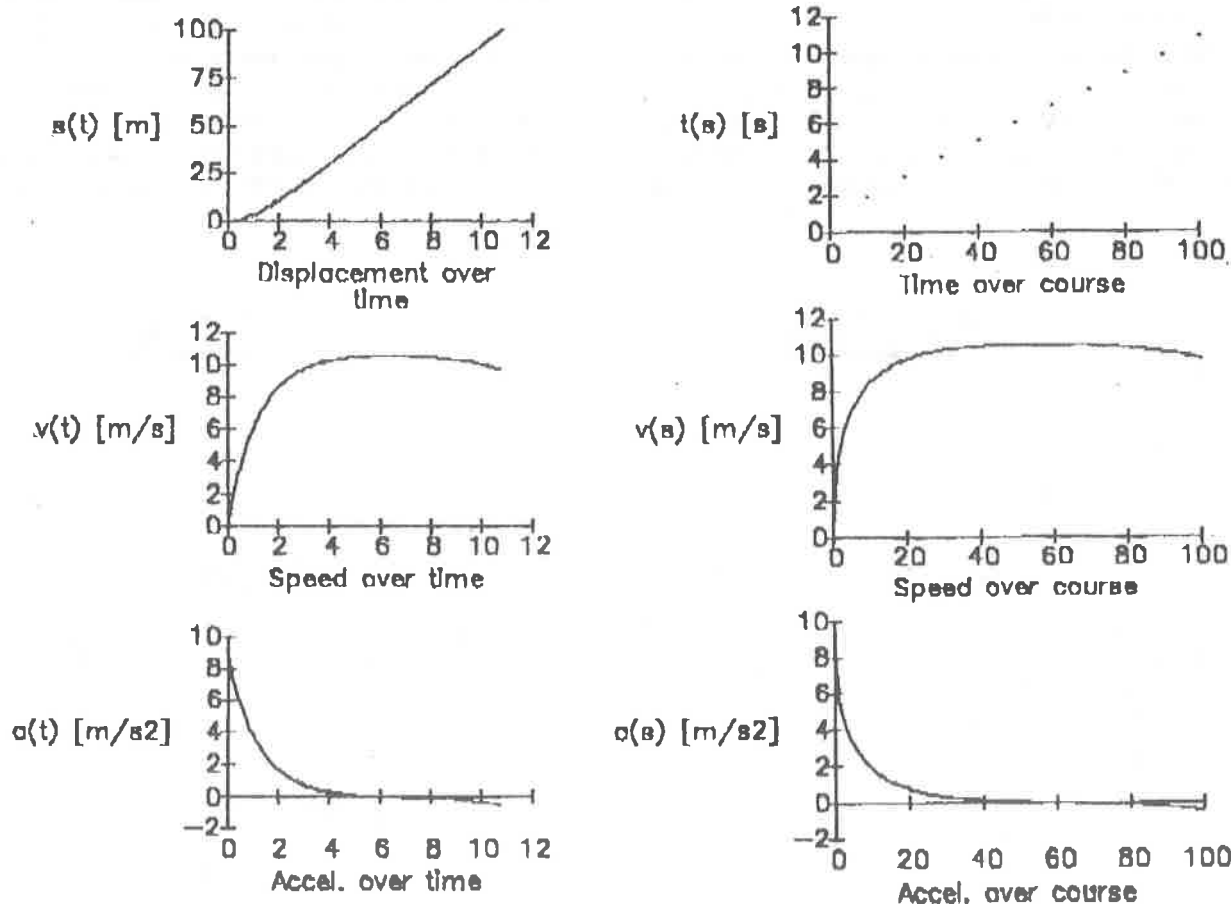 100
75
s(t) [m]
50
25
0
0 2 4 6 8 10 12
Displacement over
time
12
10
8
t(s) [s]
6
4
2
0
0 20 40 60 80 100
Time over course
12
10
8
v(t) [m/s]
6
4
2
0
0 2 4 6 8 10 12
Speed over time
12
10
8
v(s) [m/s]
6
4
2
0
0 20 40 60 80 100
Speed over course
10
8
6
a(t) [m/s2]
4
2
0
-2
0 2 4 6 8 10 12
Accel. over time
10
8
6
a(s) [m/s2]
4
2
0
-2
0 20 40 60 80 100
Accel. over course